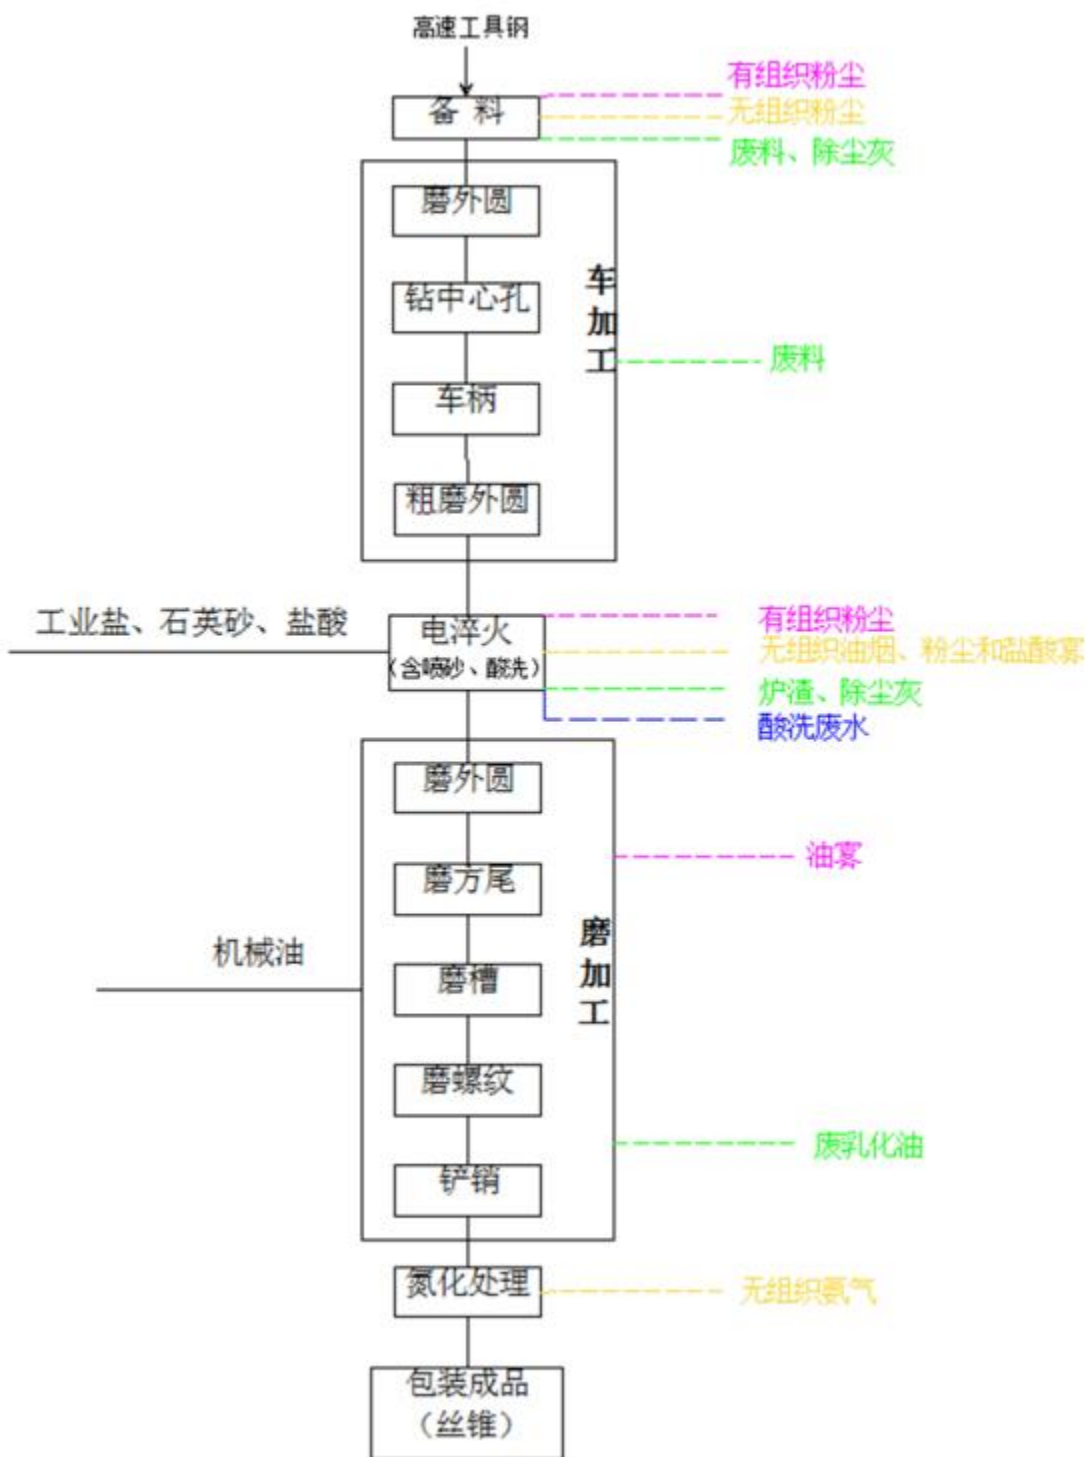 高速工具钢
备 料
有组织粉尘
无组织粉尘
废料、除尘灰
磨外圆
钻中心孔
车柄
粗磨外圆
车加工
废料
工业盐、石英砂、盐酸
电淬火
(含喷砂、酸先)
有组织粉尘
无组织油烟、粉尘和盐酸雾
炉渣、除尘灰
酸洗废水
磨外圆
磨方尾
磨槽
磨螺纹
铲销
磨加工
机械油
油雾
废乳化油
氮化处理
无组织氨气
包装成品
（丝锥）